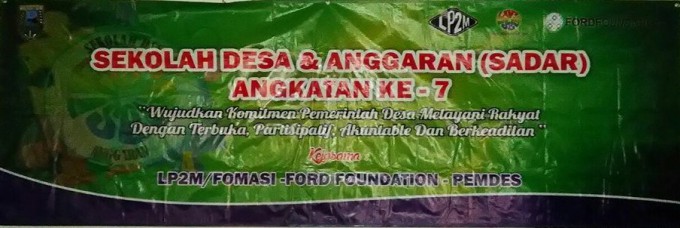 LP2M
SEKOLAH DESA & ANGGARAN (SADAR)
ANGKATAN KE - 7
"Wujudkan Komitmen Pemerintah Desa Melayani Rakyat
Dengan Terbuka, Partisipatif, Akuntable Dan Berkeadilan"
Kerjasama
LP2M/FOMASI -FORD FOUNDATION - PEMDES